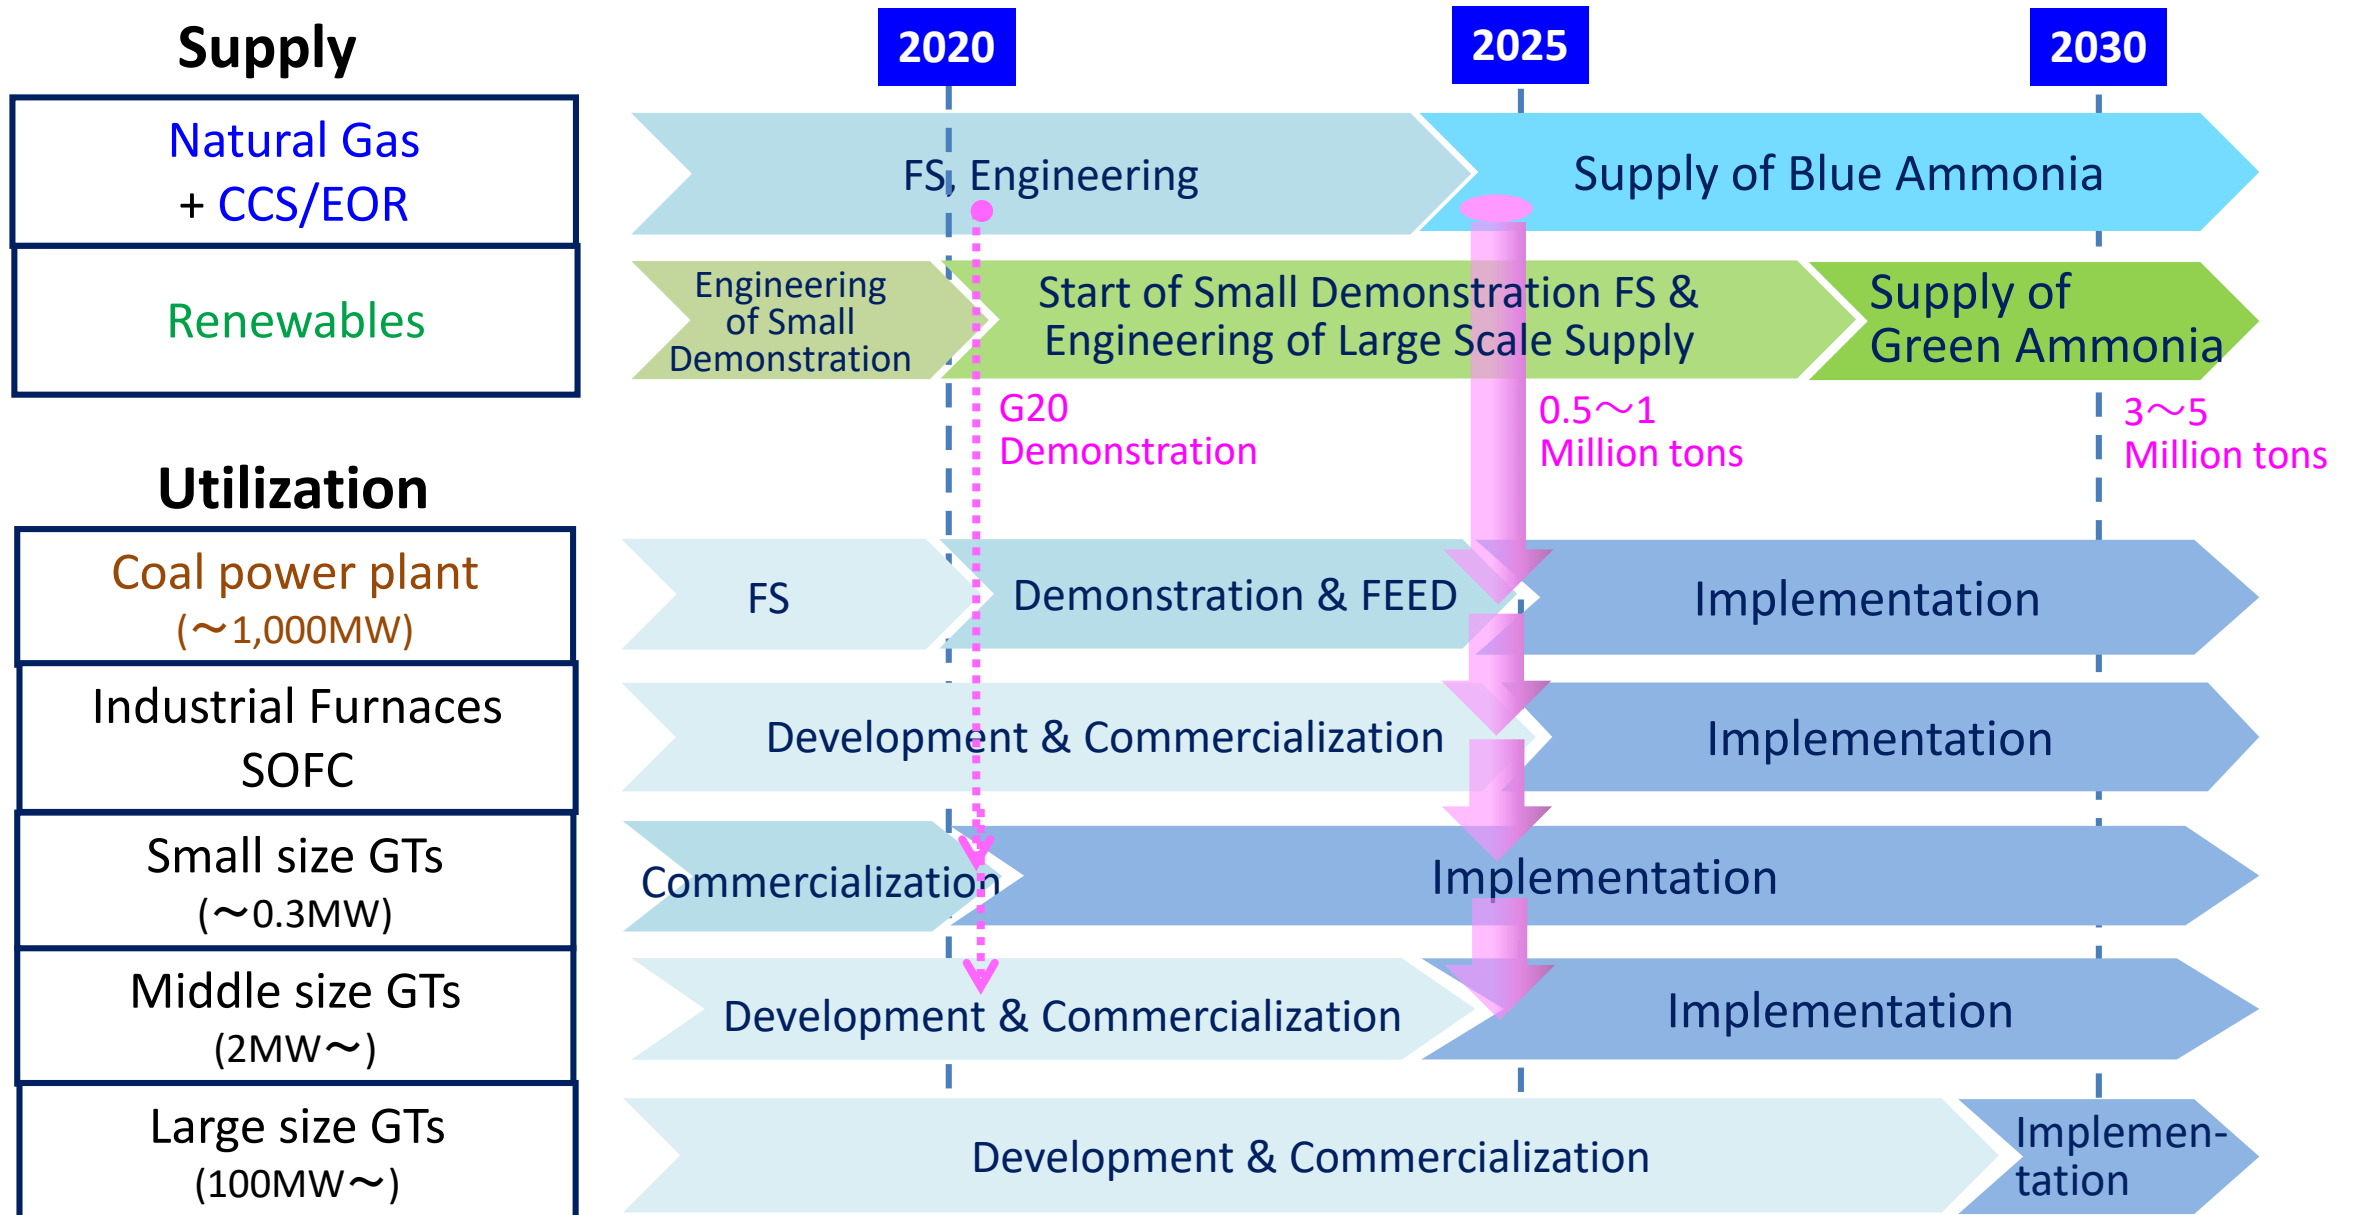 Supply
2020
2025
2030
Natural Gas
+ CCS/EOR
FS, Engineering
Supply of Blue Ammonia
Renewables
Engineering
of Small
Demonstration
Start of Small Demonstration FS &
Engineering of Large Scale Supply
Supply of
Green Ammonia
G20
Demonstration
0.5～1
Million tons
3～5
Million tons
Utilization
Coal power plant
(～1,000MW)
FS
Demonstration & FEED
Implementation
Industrial Furnaces
SOFC
Development & Commercialization
Implementation
Small size GTs
(～0.3MW)
Commercialization
Implementation
Middle size GTs
(2MW～)
Development & Commercialization
Implementation
Large size GTs
(100MW～)
Development & Commercialization
Implemen-
tation